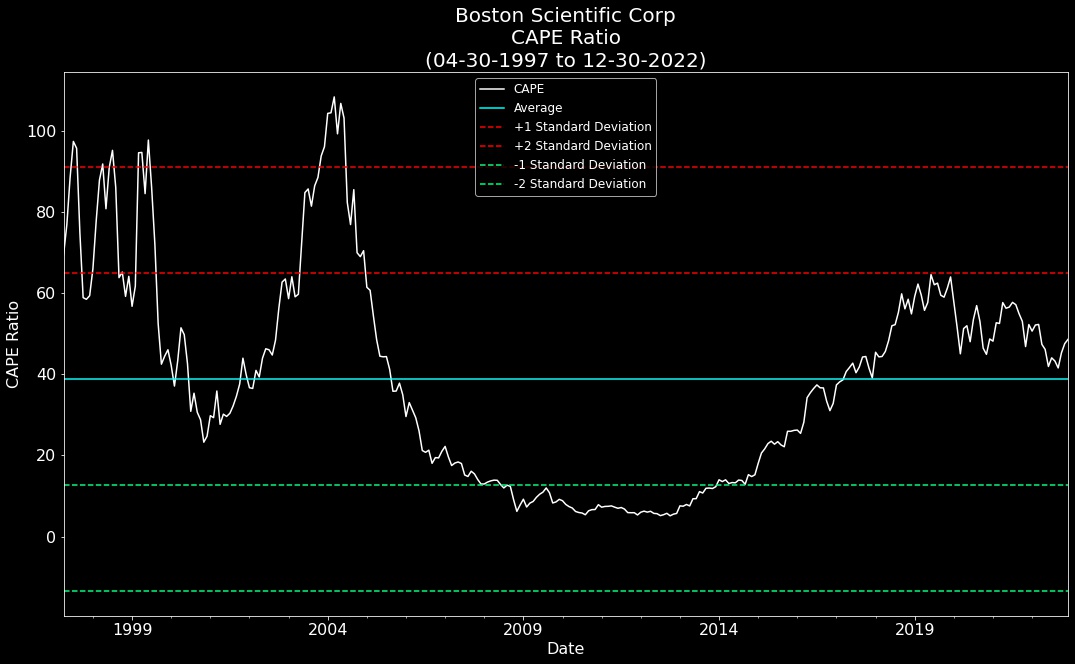 Boston Scientific Corp
CAPE Ratio
(04-30-1997 to 12-30-2022)
CAPE
Average
+1 Standard Deviation
+2 Standard Deviation
-1 Standard Deviation
-2 Standard Deviation
CAPE Ratio
100
80
60
40
20
0
1999 2004 2009 2014 2019
Date